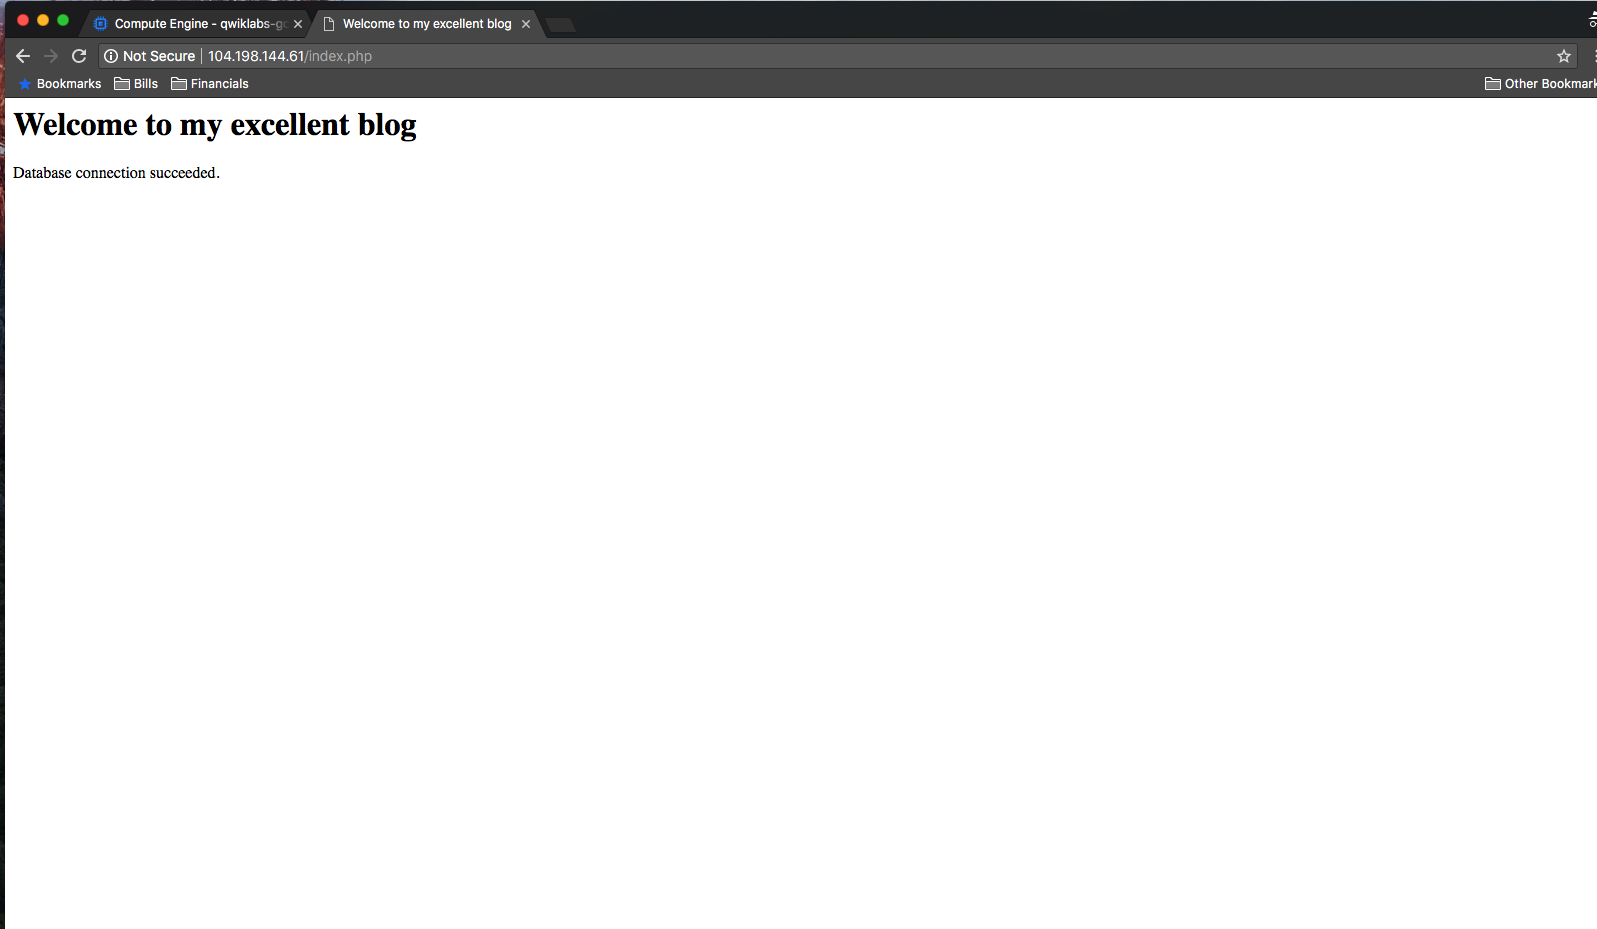 Compute Engine - qwiklabs-gc
Welcome to my excellent blog
Not Secure 104.198.144.61/index.php
Bookmarks Bills Financials Other Bookmark
Welcome to my excellent blog
Database connection succeeded.